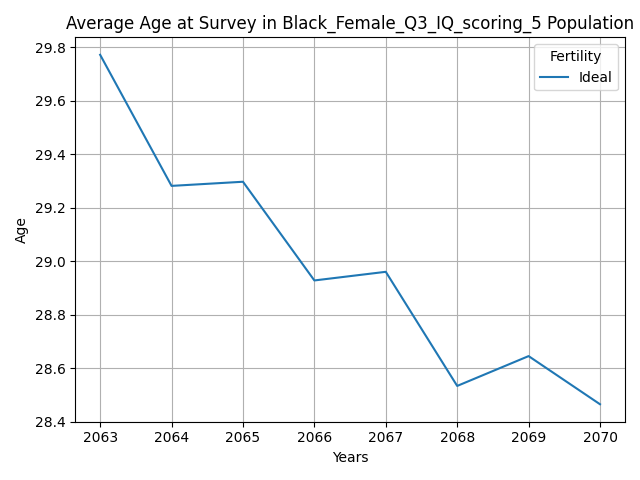 Average Age at Survey in Black_Female_Q3_IQ_scoring_5 Population
Fertility
Ideal
29.8
29.6
29.4
29.2
29.0
28.8
28.6
28.4
Age
2063 2064 2065 2066 2067 2068 2069 2070
Years